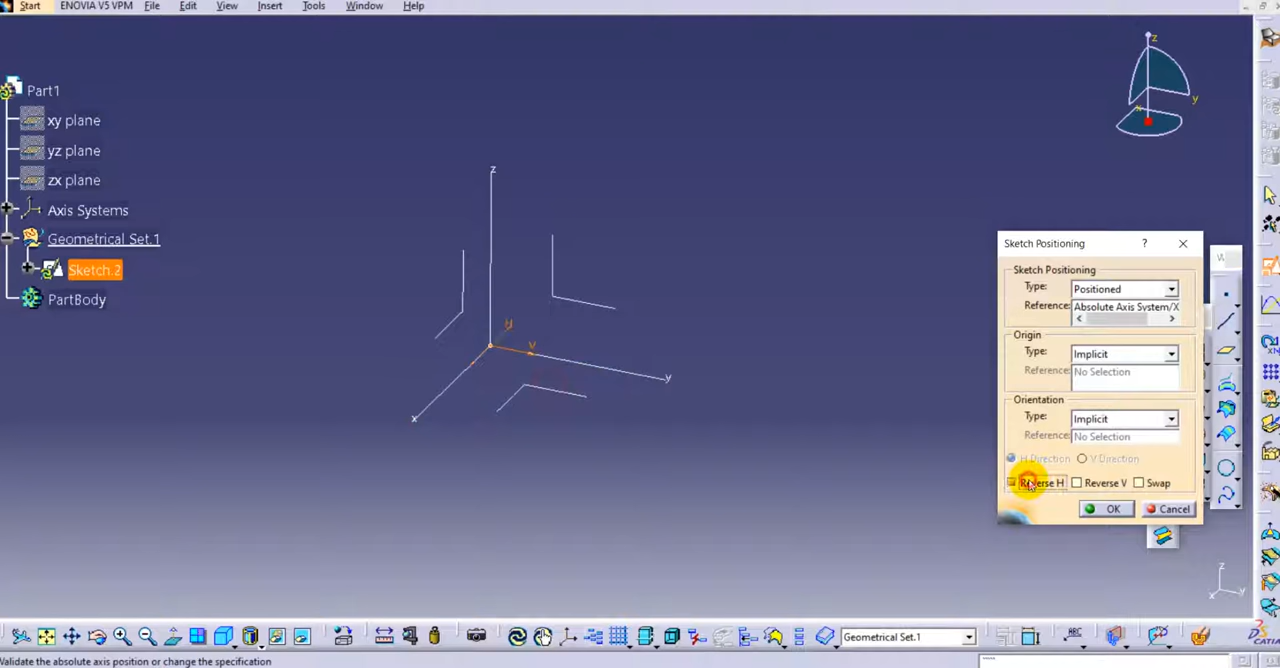 Start ENOVIA V5 VPM File Edit View Insert Tools Window Help
Part1
xy plane
yz plane
zx plane
Axis Systems
Geometrical Set.1
Sketch.2
PartBody
z
y
x
z
y
x
V
Sketch Positioning ?
Sketch Positioning
Type: Positioned
Reference: Absolute Axis System/X
Origin
Type: Implicit
Reference: No Selection
Orientation
Type: Implicit
Reference: No Selection
H Direction V Direction
Reverse H Reverse V Swap
OK Cancel
z
x y
Geometrical Set.1
ABC
CATIA
Validate the absolute axis position or change the specification